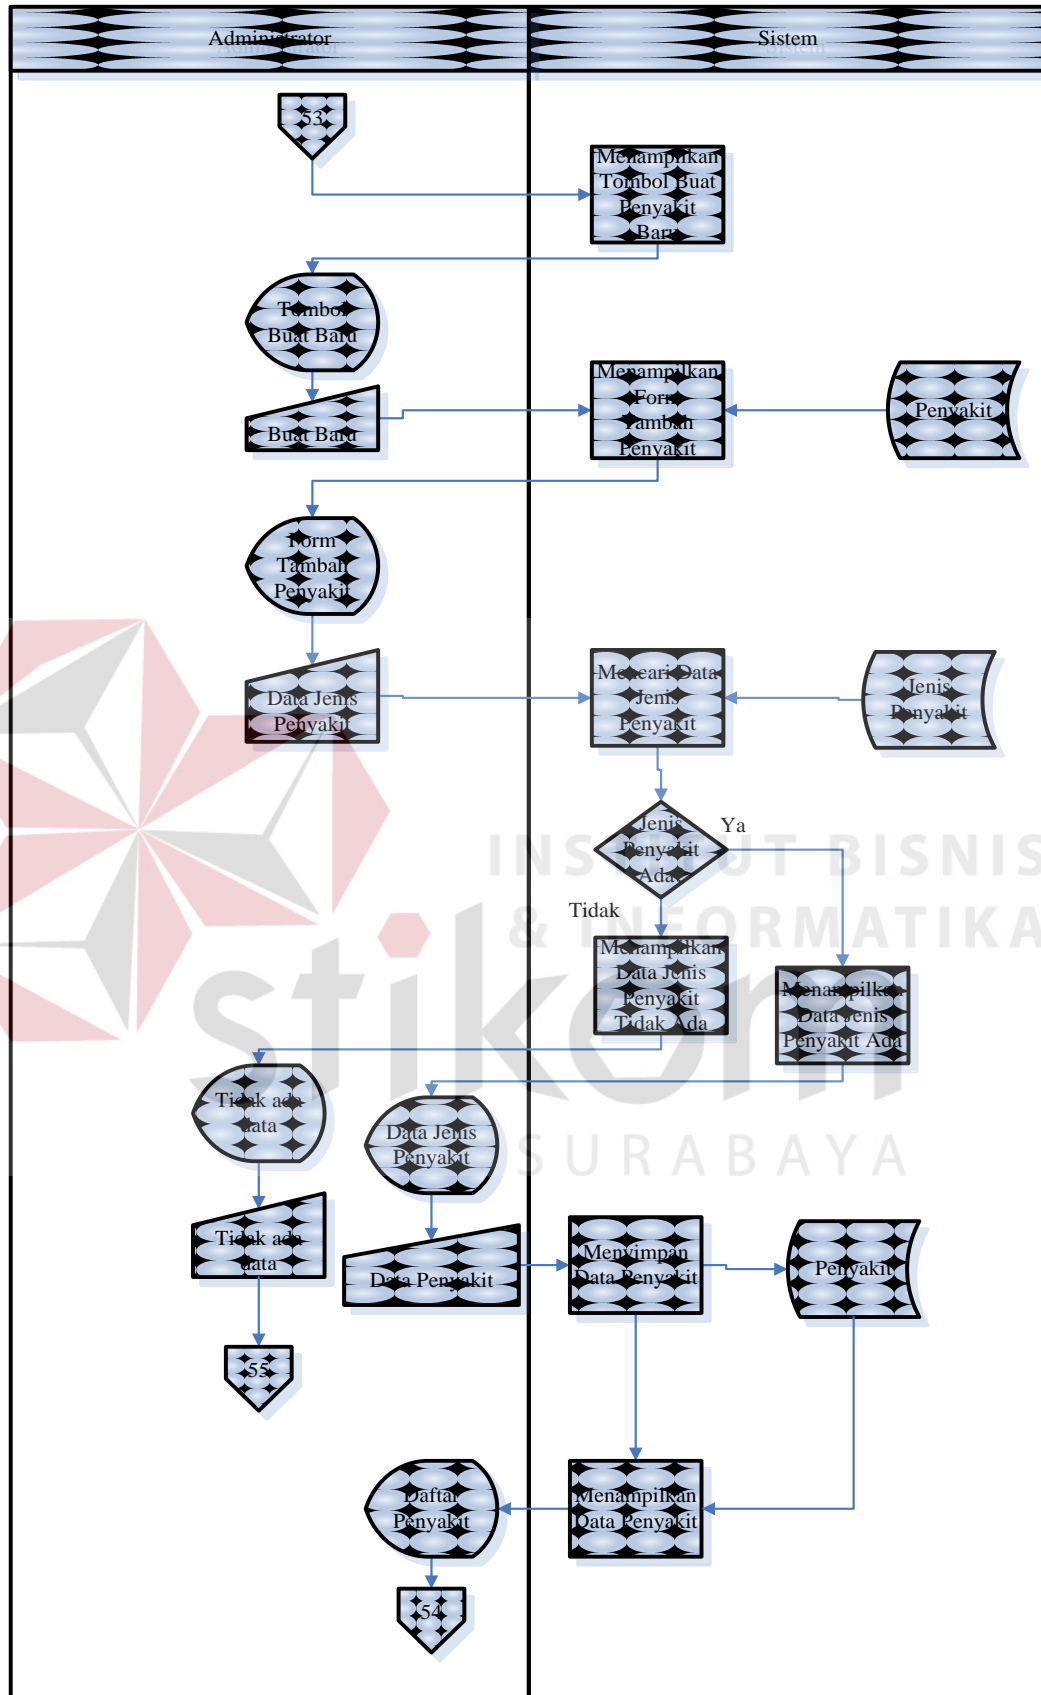 Administrator
Sistem
53
Menampilkan
Tombol Buat
Penyakit
Baru
Tombol
Buat Baru
Buat Baru
Menampilkan
Form
Tambah
Penyakit
Penyakit
Form
Tambah
Penyakit
Data Jenis
Penyakit
Mencari Data
Jenis
Penyakit
Jenis
Penyakit
Jenis
Penyakit
Ada?
Ya
Tidak
INSTITUT BISNIS
& INFORMATIKA
stikom
SURABAYA
Menampilkan
Data Jenis
Penyakit
Tidak Ada
Menampilkan
Data Jenis
Penyakit Ada
Tidak ada
data
Data Jenis
Penyakit
Tidak ada
data
Data Penyakit
Menyimpan
Data Penyakit
Penyakit
55
Daftar
Penyakit
Menampilkan
Data Penyakit
54